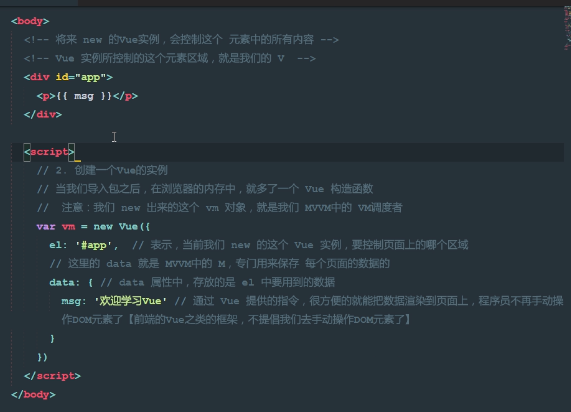 <body>
<!-- 将来 new 的Vue实例，会控制这个 元素中的所有内容 -->
<!-- Vue 实例所控制的这个元素区域，就是我们的 V  -->
<div id="app">
<p>{{ msg }}</p>
</div>
<script>
// 2. 创建一个Vue的实例
// 当我们导入包之后，在浏览器的内存中，就多了一个 Vue 构造函数
//  注意：我们 new 出来的这个 vm 对象，就是我们 MVVM中的 VM调度者
var vm = new Vue({
el: '#app',  // 表示，当前我们 new 的这个 Vue 实例，要控制页面上的哪个区域
// 这里的 data 就是 MVVM中的 M，专门用来保存 每个页面的数据的
data: { // data 属性中，存放的是 el 中要用到的数据
msg: '欢迎学习Vue' // 通过 Vue 提供的指令，很方便的就能把数据渲染到页面上，程序员不再手动操
作DOM元素了【前端的Vue之类的框架，不提倡我们去手动操作DOM元素了】
}
})
</script>
</body>